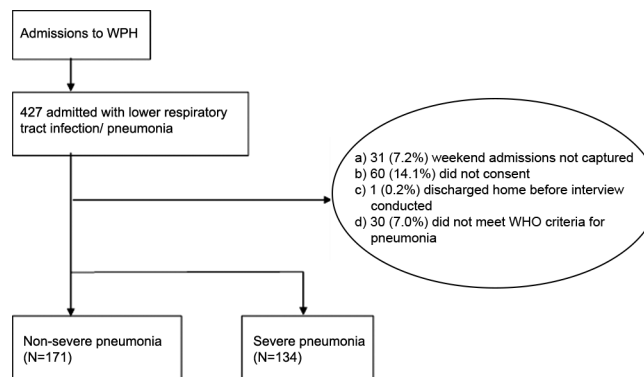 Admissions to WPH
427 admitted with lower respiratory
tract infection/ pneumonia
a) 31 (7.2%) weekend admissions not captured
b) 60 (14.1%) did not consent
c) 1 (0.2%) discharged home before interview
conducted
d) 30 (7.0%) did not meet WHO criteria for
pneumonia
Non-severe pneumonia
(N=171)
Severe pneumonia
(N=134)